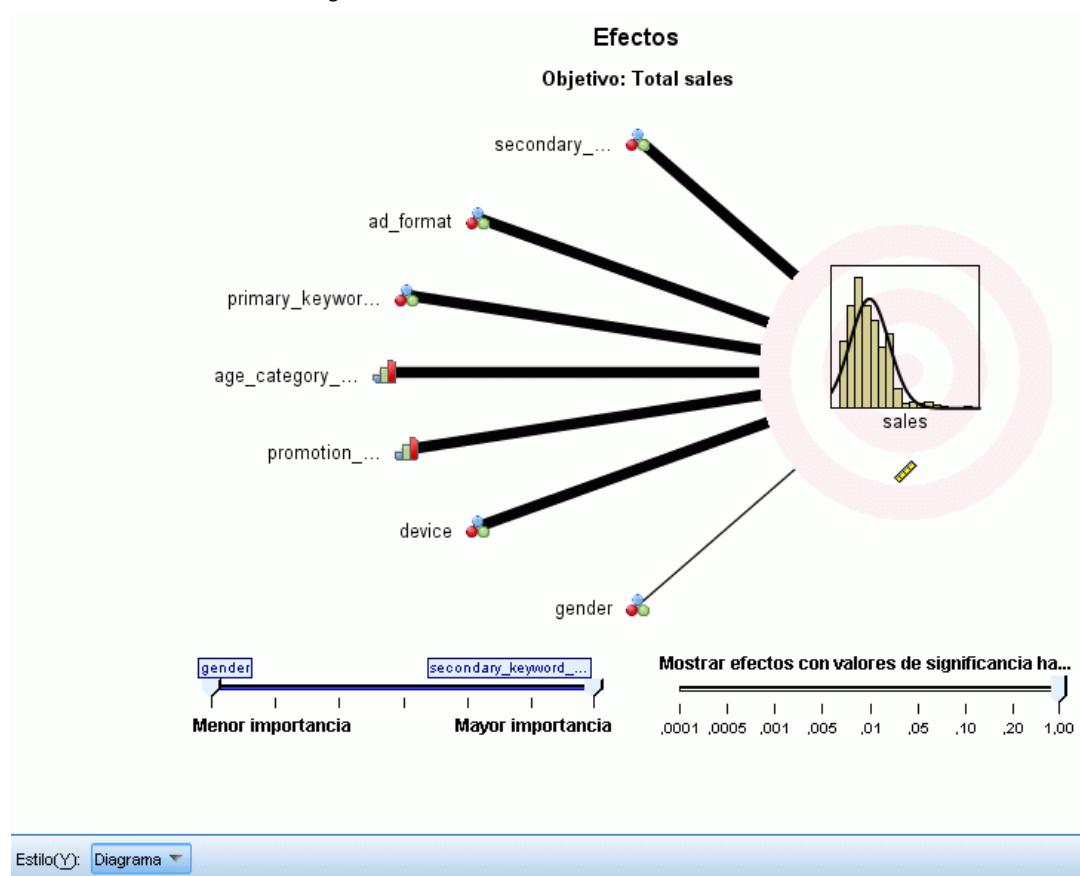 Efectos
Objetivo: Total sales
secondary_...
ad_format
primary_keywor...
age_category_...
promotion_...
device
gender
sales
gender
secondary_keyword_...
Menor importancia
Mayor importancia
Mostrar efectos con valores de significancia ha...
,0001 ,0005 ,001 ,005 ,01 ,05 ,10 ,20 1,00
Estilo(Y): Diagrama